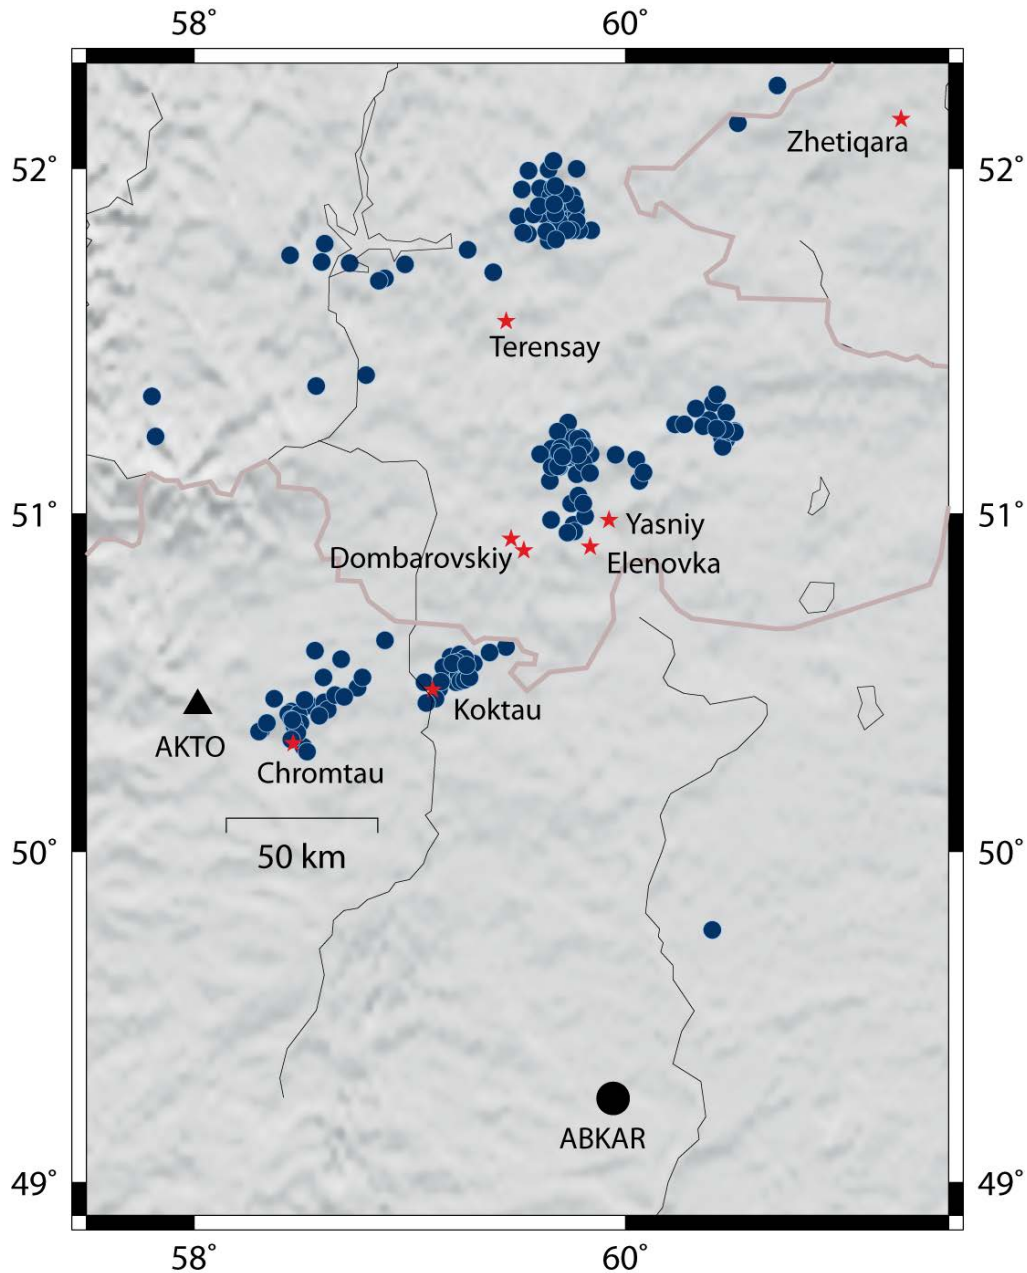 58° 60°
Zhetiqara
52° 52°
Terensay
51° 51°
Yasniy
Dombarovskiy
Elenovka
Koktau
AKTO
Chromtau
50° 50°
50 km
ABKAR
49° 49°
58° 60°